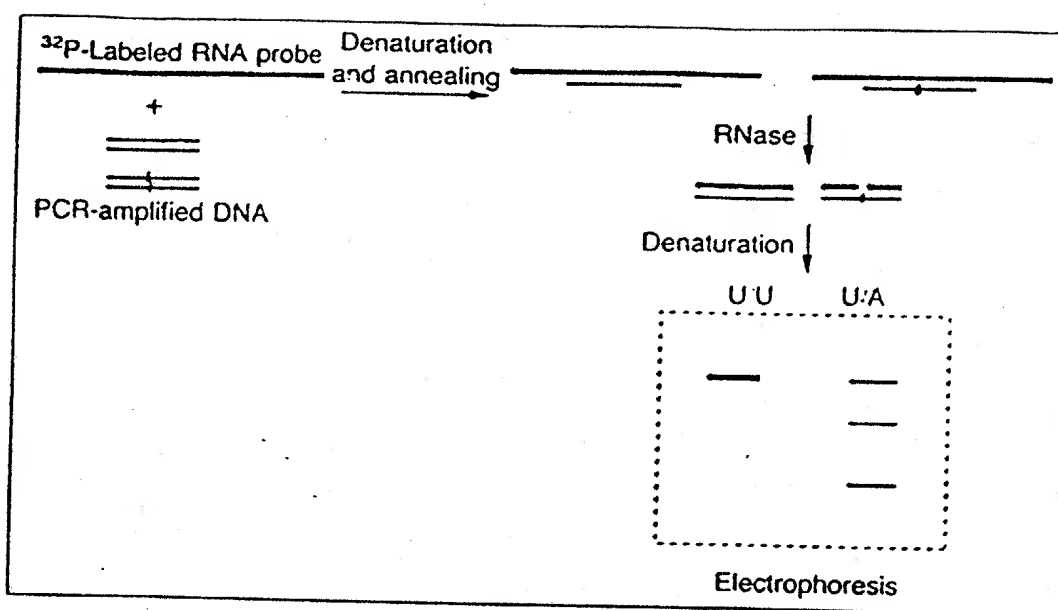 ³²P-Labeled RNA probe
Denaturation
and annealing
+
PCR-amplified DNA
RNase
Denaturation
U/U
U/A
Electrophoresis